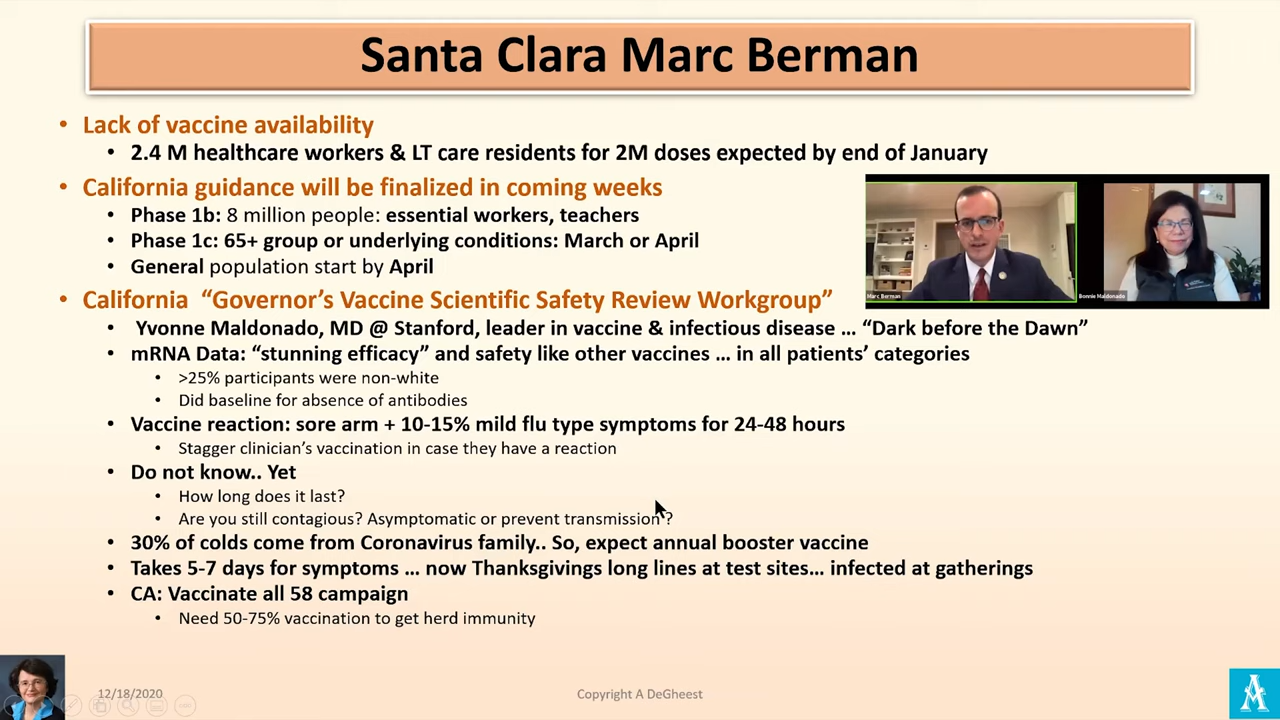 Santa Clara Marc Berman
• Lack of vaccine availability
• 2.4 M healthcare workers & LT care residents for 2M doses expected by end of January
• California guidance will be finalized in coming weeks
• Phase 1b: 8 million people: essential workers, teachers
• Phase 1c: 65+ group or underlying conditions: March or April
• General population start by April
Marc Berman
Bonnie Maldonado
• California “Governor’s Vaccine Scientific Safety Review Workgroup”
• Yvonne Maldonado, MD @ Stanford, leader in vaccine & infectious disease … “Dark before the Dawn”
• mRNA Data: “stunning efficacy” and safety like other vaccines … in all patients’ categories
• >25% participants were non-white
• Did baseline for absence of antibodies
• Vaccine reaction: sore arm + 10-15% mild flu type symptoms for 24-48 hours
• Stagger clinician’s vaccination in case they have a reaction
• Do not know.. Yet
• How long does it last?
• Are you still contagious? Asymptomatic or prevent transmission ?
• 30% of colds come from Coronavirus family.. So, expect annual booster vaccine
• Takes 5-7 days for symptoms … now Thanksgivings long lines at test sites… infected at gatherings
• CA: Vaccinate all 58 campaign
• Need 50-75% vaccination to get herd immunity
12/18/2020
Copyright A DeGheest
A